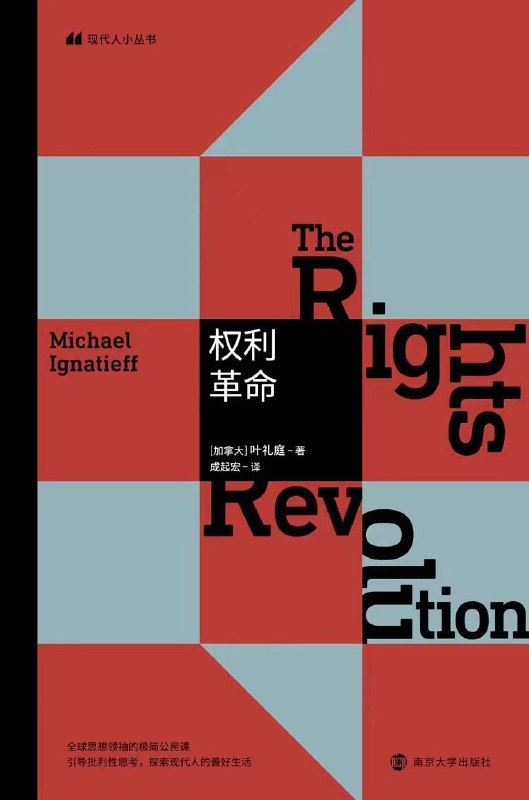 现代人小丛书
The
Rights
Michael
Ignatieff
权利
革命
[加拿大] 叶礼庭 – 著
成起宏 – 译
Revolution
全球思想领袖的极简公民课
引导批判性思考，探索现代人的善好生活
南京大学出版社